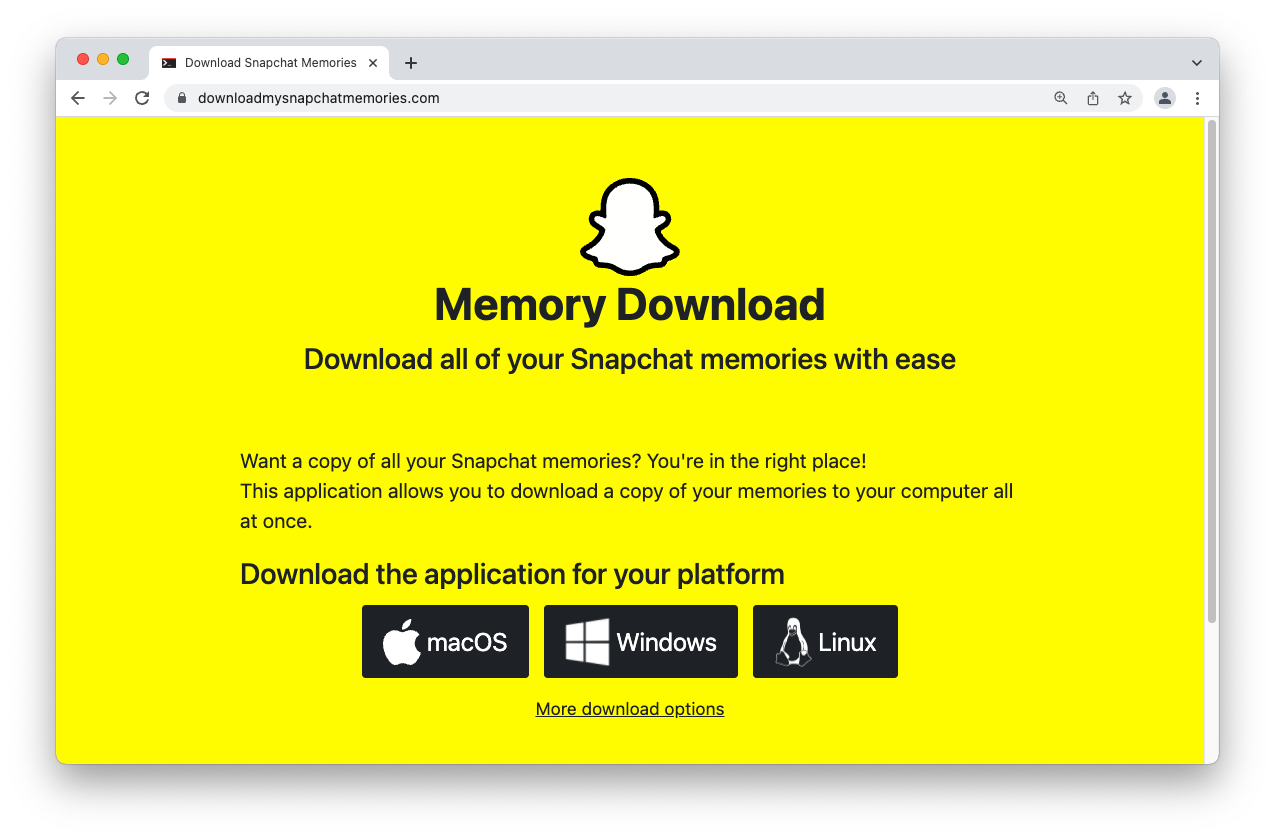 Download Snapchat Memories
downloadmysnapchatmemories.com
Memory Download
Download all of your Snapchat memories with ease
Want a copy of all your Snapchat memories? You're in the right place!
This application allows you to download a copy of your memories to your computer all
at once.
Download the application for your platform
macOS
Windows
Linux
More download options